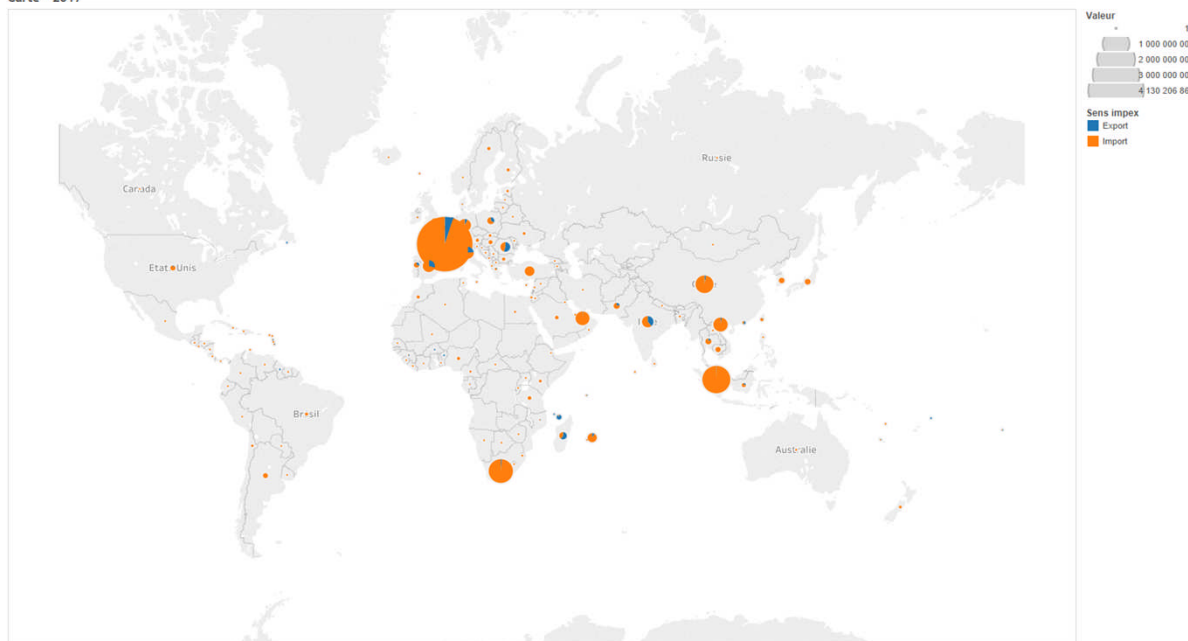 Valeur
1
1 000 000 00
2 000 000 00
3 000 000 00
4 130 206 86
Sens impex
Export
Import
Russie
Canada
Etat Unis
Brésil
Australie